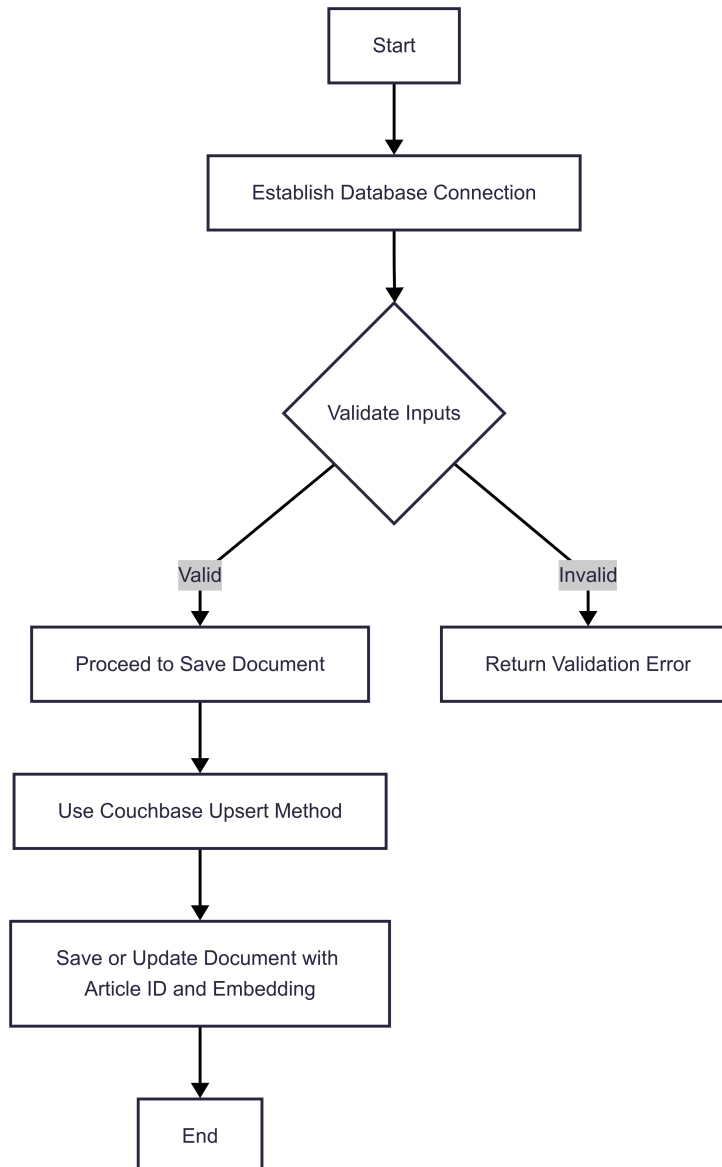 Start
Establish Database Connection
Validate Inputs
Valid
Invalid
Proceed to Save Document
Return Validation Error
Use Couchbase Upsert Method
Save or Update Document with
Article ID and Embedding
End